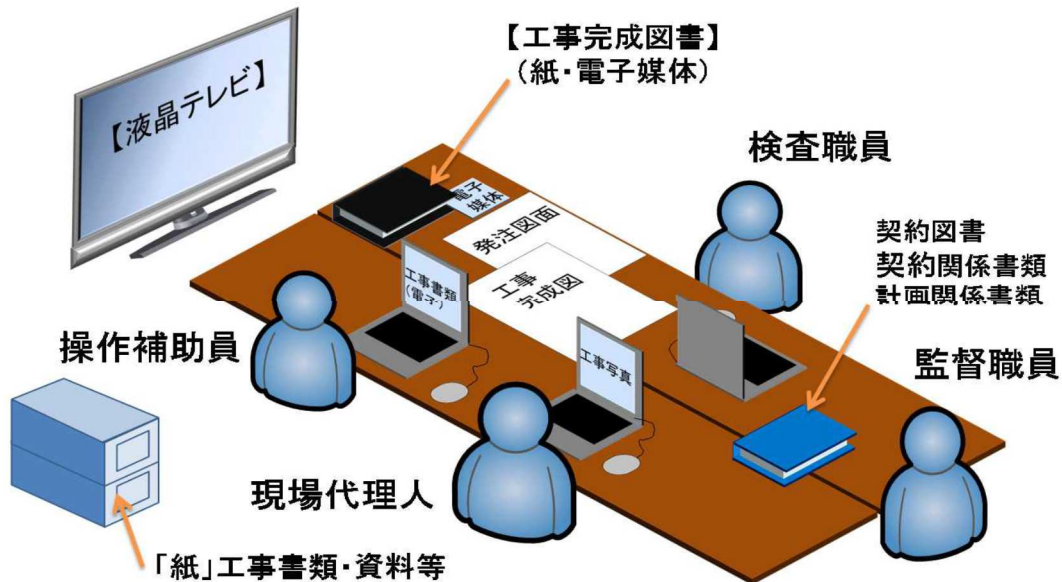 【工事完成図書】
（紙・電子媒体）
【液晶テレビ】
検査職員
電子
媒体
発注図面
契約図書
契約関係書類
計画関係書類
工事書類
（電子）
工事
完成図
操作補助員
工事写真
監督職員
現場代理人
「紙」工事書類・資料等